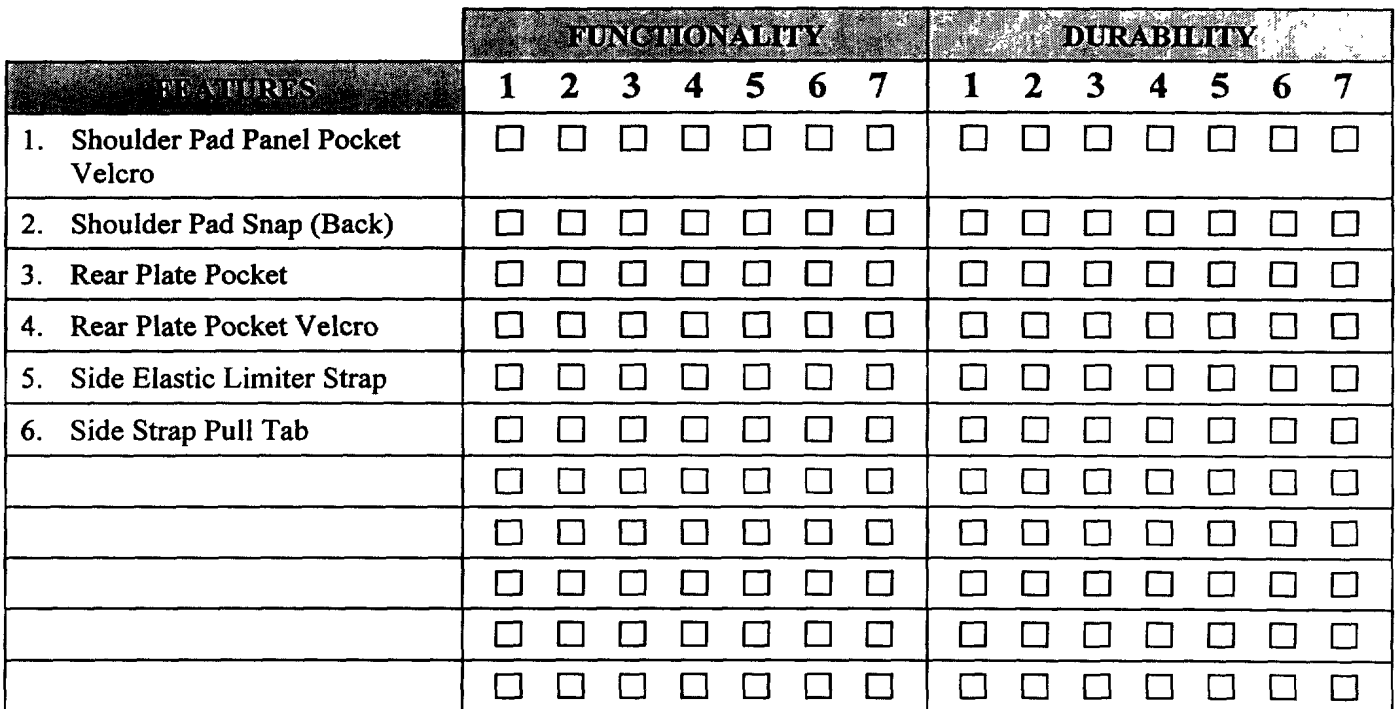 FUNCTIONALITY DURABILITY
FEATURES 1 2 3 4 5 6 7 1 2 3 4 5 6 7
1. Shoulder Pad Panel Pocket
Velcro
2. Shoulder Pad Snap (Back)
3. Rear Plate Pocket
4. Rear Plate Pocket Velcro
5. Side Elastic Limiter Strap
6. Side Strap Pull Tab